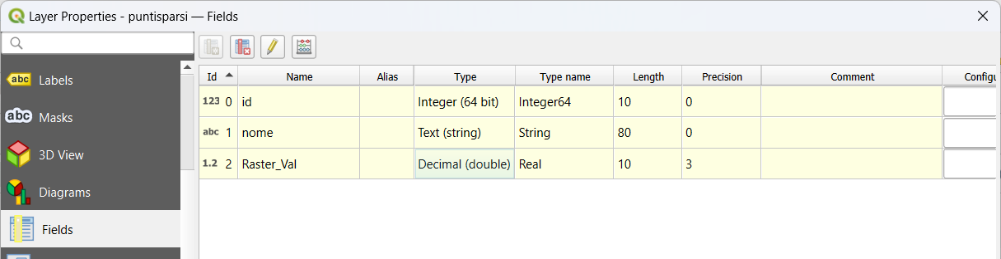 Layer Properties - puntisparsi — Fields
Id Name Alias Type Type name Length Precision Comment Configu
abc Labels
abc Masks
3D View
Diagrams
Fields
123 0 id Integer (64 bit) Integer64 10 0
abc 1 nome Text (string) String 80 0
1.2 2 Raster_Val Decimal (double) Real 10 3